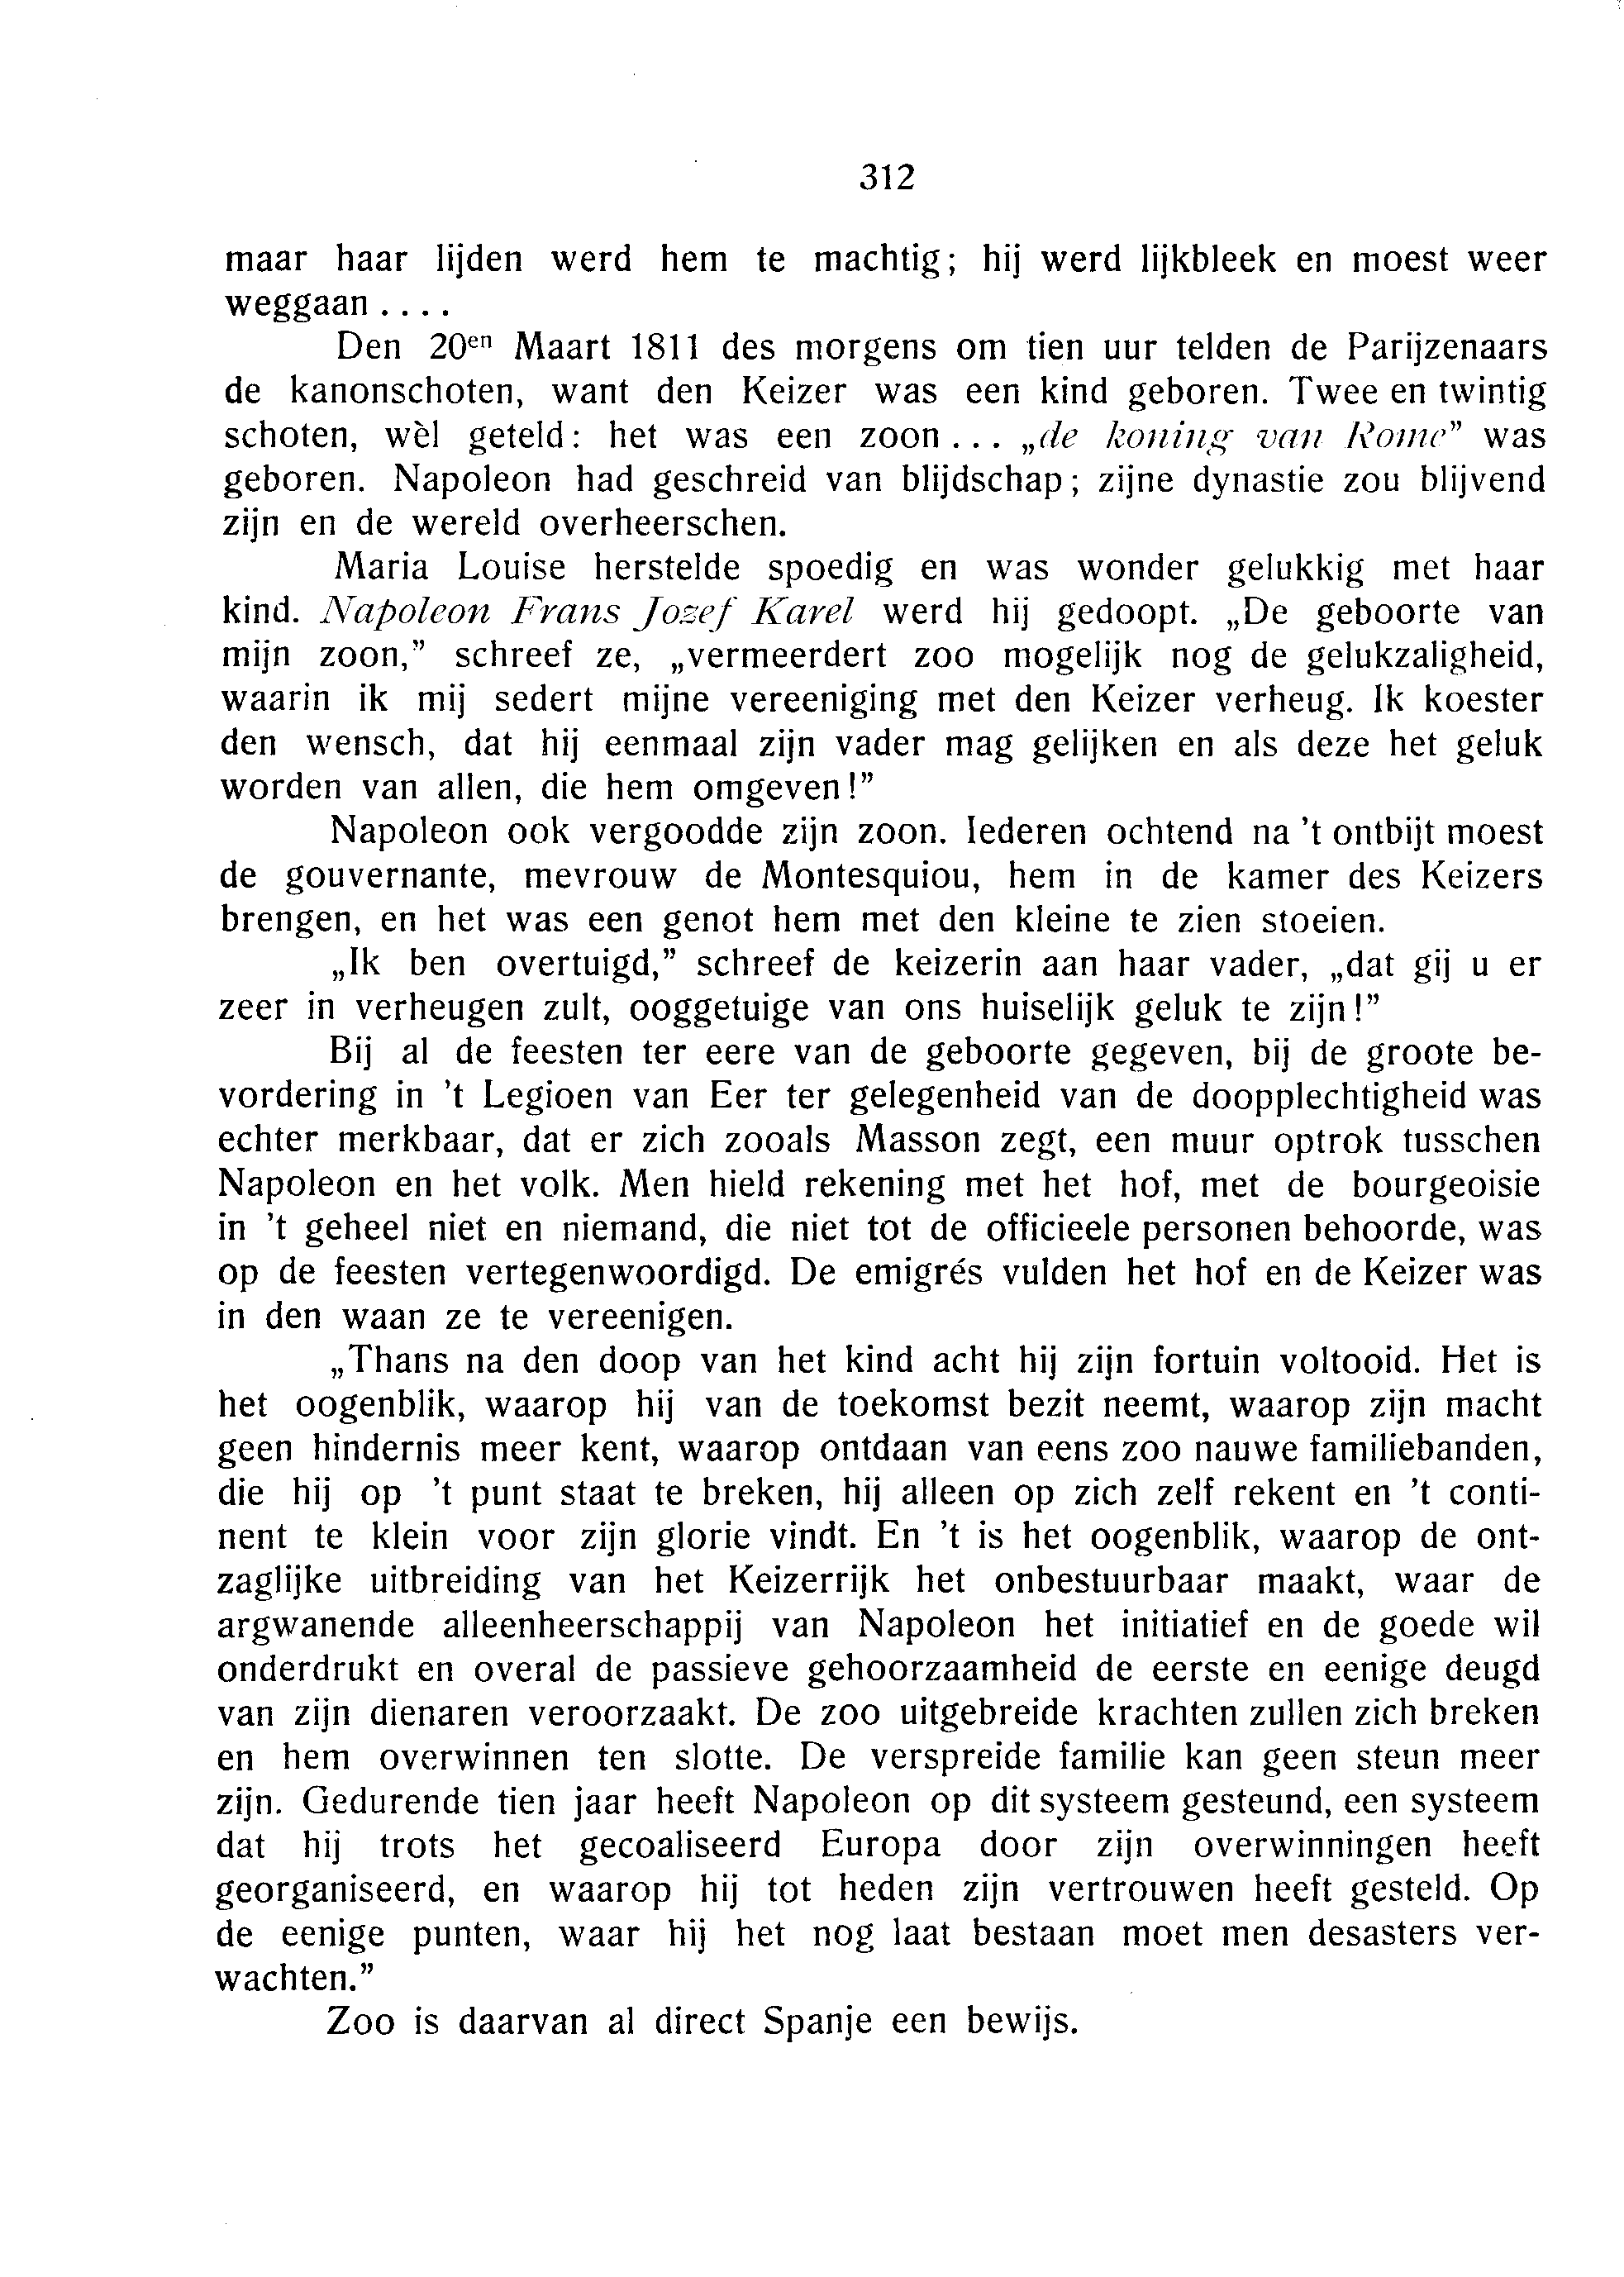 312
maar haar lijden werd hem te machtig; hij werd lijkbleek en moest weer
weggaan ....
Den 20en Maart 1811 des morgens om tien uur telden de Parijzenaars
de kanonschoten, want den Keizer was een kind geboren. Twee en twintig
schoten, wèl geteld: het was een zoon ... „de koning van Rome” was
geboren. Napoleon had geschreid van blijdschap; zijne dynastie zou blijvend
zijn en de wereld overheerschen.
Maria Louise herstelde spoedig en was wonder gelukkig met haar
kind. Napoleon Frans Jozef Karel werd hij gedoopt. „De geboorte van
mijn zoon,” schreef ze, „vermeerdert zoo mogelijk nog de gelukzaligheid,
waarin ik mij sedert mijne vereeniging met den Keizer verheug. Ik koester
den wensch, dat hij eenmaal zijn vader mag gelijken en als deze het geluk
worden van allen, die hem omgeven!”
Napoleon ook vergoodde zijn zoon. Iederen ochtend na 't ontbijt moest
de gouvernante, mevrouw de Montesquiou, hem in de kamer des Keizers
brengen, en het was een genot hem met den kleine te zien stoeien.
„Ik ben overtuigd,” schreef de keizerin aan haar vader, „dat gij u er
zeer in verheugen zult, ooggetuige van ons huiselijk geluk te zijn!”
Bij al de feesten ter eere van de geboorte gegeven, bij de groote be-
vordering in 't Legioen van Eer ter gelegenheid van de doopplechtigheid was
echter merkbaar, dat er zich zooals Masson zegt, een muur optrok tusschen
Napoleon en het volk. Men hield rekening met het hof, met de bourgeoisie
in 't geheel niet en niemand, die niet tot de officieele personen behoorde, was
op de feesten vertegenwoordigd. De emigrés vulden het hof en de Keizer was
in den waan ze te vereenigen.
„Thans na den doop van het kind acht hij zijn fortuin voltooid. Het is
het oogenblik, waarop hij van de toekomst bezit neemt, waarop zijn macht
geen hindernis meer kent, waarop ontdaan van eens zoo nauwe familiebanden,
die hij op 't punt staat te breken, hij alleen op zich zelf rekent en 't conti-
nent te klein voor zijn glorie vindt. En 't is het oogenblik, waarop de ont-
zaglijke uitbreiding van het Keizerrijk het onbestuurbaar maakt, waar de
argwanende alleenheerschappij van Napoleon het initiatief en de goede wil
onderdrukt en overal de passieve gehoorzaamheid de eerste en eenige deugd
van zijn dienaren veroorzaakt. De zoo uitgebreide krachten zullen zich breken
en hem overwinnen ten slotte. De verspreide familie kan geen steun meer
zijn. Gedurende tien jaar heeft Napoleon op dit systeem gesteund, een systeem
dat hij trots het gecoaliseerd Europa door zijn overwinningen heeft
georganiseerd, en waarop hij tot heden zijn vertrouwen heeft gesteld. Op
de eenige punten, waar hij het nog laat bestaan moet men desasters ver-
wachten.”
Zoo is daarvan al direct Spanje een bewijs.